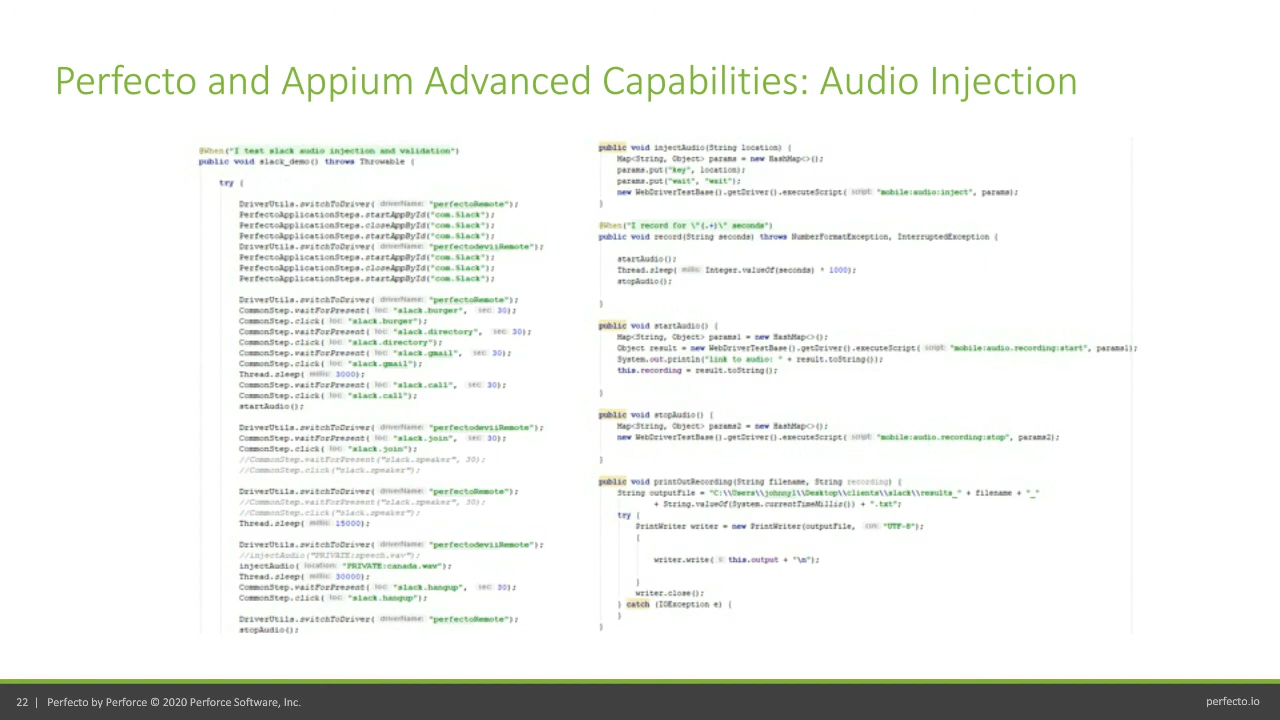 Perfecto and Appium Advanced Capabilities: Audio Injection
@When("I test slack audio injection and validation")
public void slack_demo() throws Throwable {
try {
DriverUtils.switchToDriver( driverName: "perfectoRemote");
PerfectoApplicationSteps.startAppById("com.Slack");
PerfectoApplicationSteps.closeAppById("com.Slack");
PerfectoApplicationSteps.startAppById("com.Slack");
DriverUtils.switchToDriver( driverName: "perfectodeviiRemote");
PerfectoApplicationSteps.startAppById("com.Slack");
PerfectoApplicationSteps.closeAppById("com.Slack");
PerfectoApplicationSteps.startAppById("com.Slack");
DriverUtils.switchToDriver( driverName: "perfectoRemote");
CommonStep.waitForPresent( loc: "slack.burger", sec: 30);
CommonStep.click( loc: "slack.burger");
CommonStep.waitForPresent( loc: "slack.directory", sec: 30);
CommonStep.click( loc: "slack.directory");
CommonStep.waitForPresent( loc: "slack.gmail", sec: 30);
CommonStep.click( loc: "slack.gmail");
Thread.sleep( millis: 3000);
CommonStep.waitForPresent( loc: "slack.call", sec: 30);
CommonStep.click( loc: "slack.call");
startAudio();
DriverUtils.switchToDriver( driverName: "perfectodeviiRemote");
CommonStep.waitForPresent( loc: "slack.join", sec: 30);
CommonStep.click( loc: "slack.join");
//CommonStep.waitForPresent("slack.speaker", 30);
//CommonStep.click("slack.speaker");
DriverUtils.switchToDriver( driverName: "perfectoRemote");
//CommonStep.waitForPresent("slack.speaker", 30);
//CommonStep.click("slack.speaker");
Thread.sleep( millis: 15000);
DriverUtils.switchToDriver( driverName: "perfectodeviiRemote");
//injectAudio("PRIVATE:speech.wav");
injectAudio( location: "PRIVATE:canada.wav");
Thread.sleep( millis: 30000);
CommonStep.waitForPresent( loc: "slack.hangup", sec: 30);
CommonStep.click( loc: "slack.hangup");
DriverUtils.switchToDriver( driverName: "perfectoRemote");
stopAudio();
public void injectAudio(String location) {
Map<String, Object> params = new HashMap<>();
params.put("key", location);
params.put("wait", "wait");
new WebDriverTestBase().getDriver().executeScript( script: "mobile:audio:inject", params);
}
@When("I record for \"(.+)\" seconds")
public void record(String seconds) throws NumberFormatException, InterruptedException {
startAudio();
Thread.sleep( millis: Integer.valueOf(seconds) * 1000);
stopAudio();
}
public void startAudio() {
Map<String, Object> params1 = new HashMap<>();
Object result = new WebDriverTestBase().getDriver().executeScript( script: "mobile:audio.recording:start", params1);
System.out.println("link to audio: " + result.toString());
this.recording = result.toString();
}
public void stopAudio() {
Map<String, Object> params2 = new HashMap<>();
new WebDriverTestBase().getDriver().executeScript( script: "mobile:audio.recording:stop", params2);
}
public void printOutRecording(String filename, String recording) {
String outputFile = "C:\\Users\\johnnyl\\Desktop\\clients\\slack\\results_" + filename + "_"
+ String.valueOf(System.currentTimeMillis()) + ".txt";
try {
PrintWriter writer = new PrintWriter(outputFile, csn: "UTF-8");
{
writer.write( s: this.output + "\n");
}
writer.close();
} catch (IOException e) {
}
}
22 | Perfecto by Perforce © 2020 Perforce Software, Inc.
perfecto.io